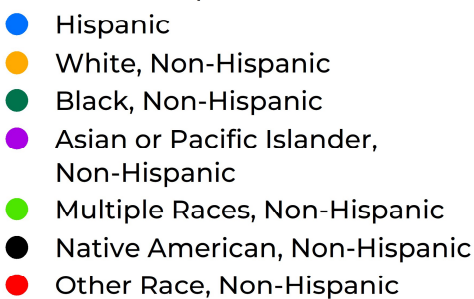 Hispanic
White, Non-Hispanic
Black, Non-Hispanic
Asian or Pacific Islander,
Non-Hispanic
Multiple Races, Non-Hispanic
Native American, Non-Hispanic
Other Race, Non-Hispanic